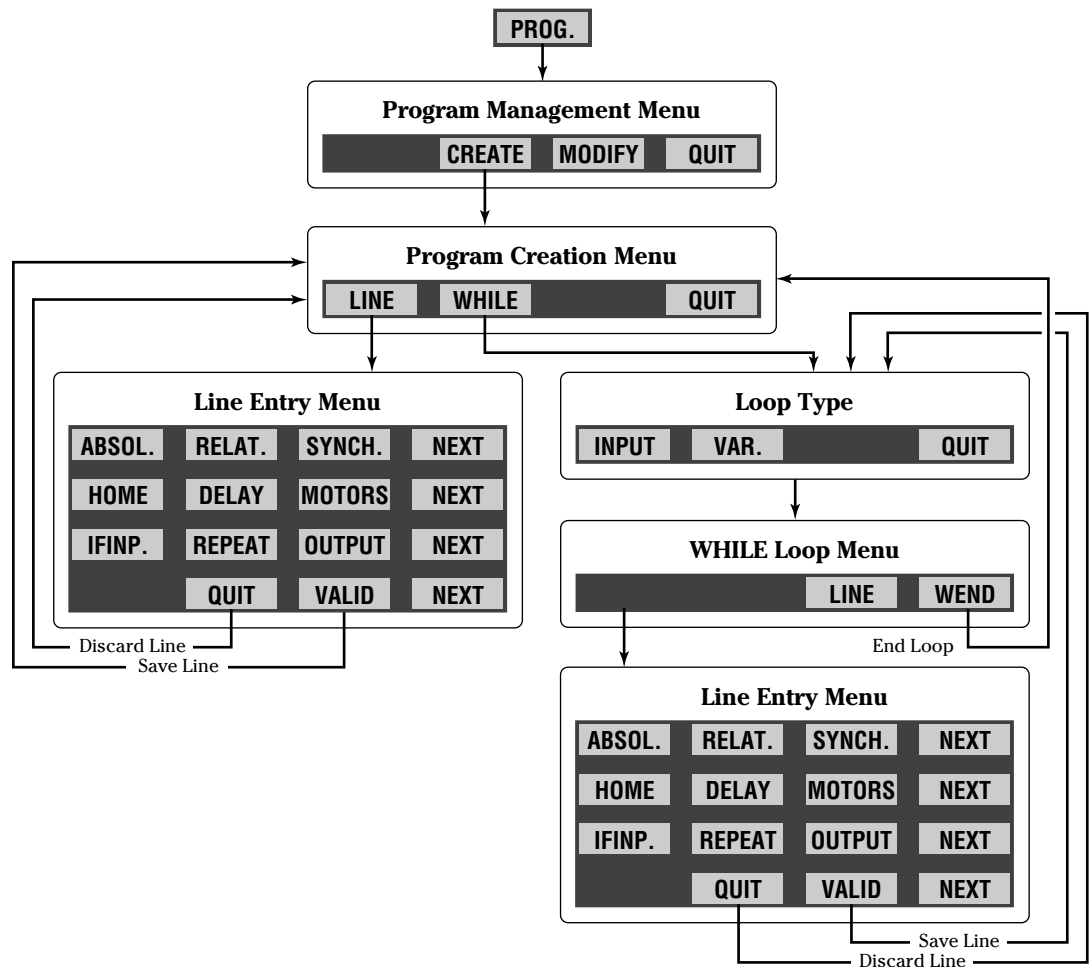 PROG.
Program Management Menu
CREATE MODIFY QUIT
Program Creation Menu
LINE WHILE QUIT
Line Entry Menu
ABSOL. RELAT. SYNCH. NEXT
HOME DELAY MOTORS NEXT
IFINP. REPEAT OUTPUT NEXT
QUIT VALID NEXT
Discard Line
Save Line
Loop Type
INPUT VAR. QUIT
WHILE Loop Menu
LINE WEND
End Loop
Line Entry Menu
ABSOL. RELAT. SYNCH. NEXT
HOME DELAY MOTORS NEXT
IFINP. REPEAT OUTPUT NEXT
QUIT VALID NEXT
Save Line
Discard Line